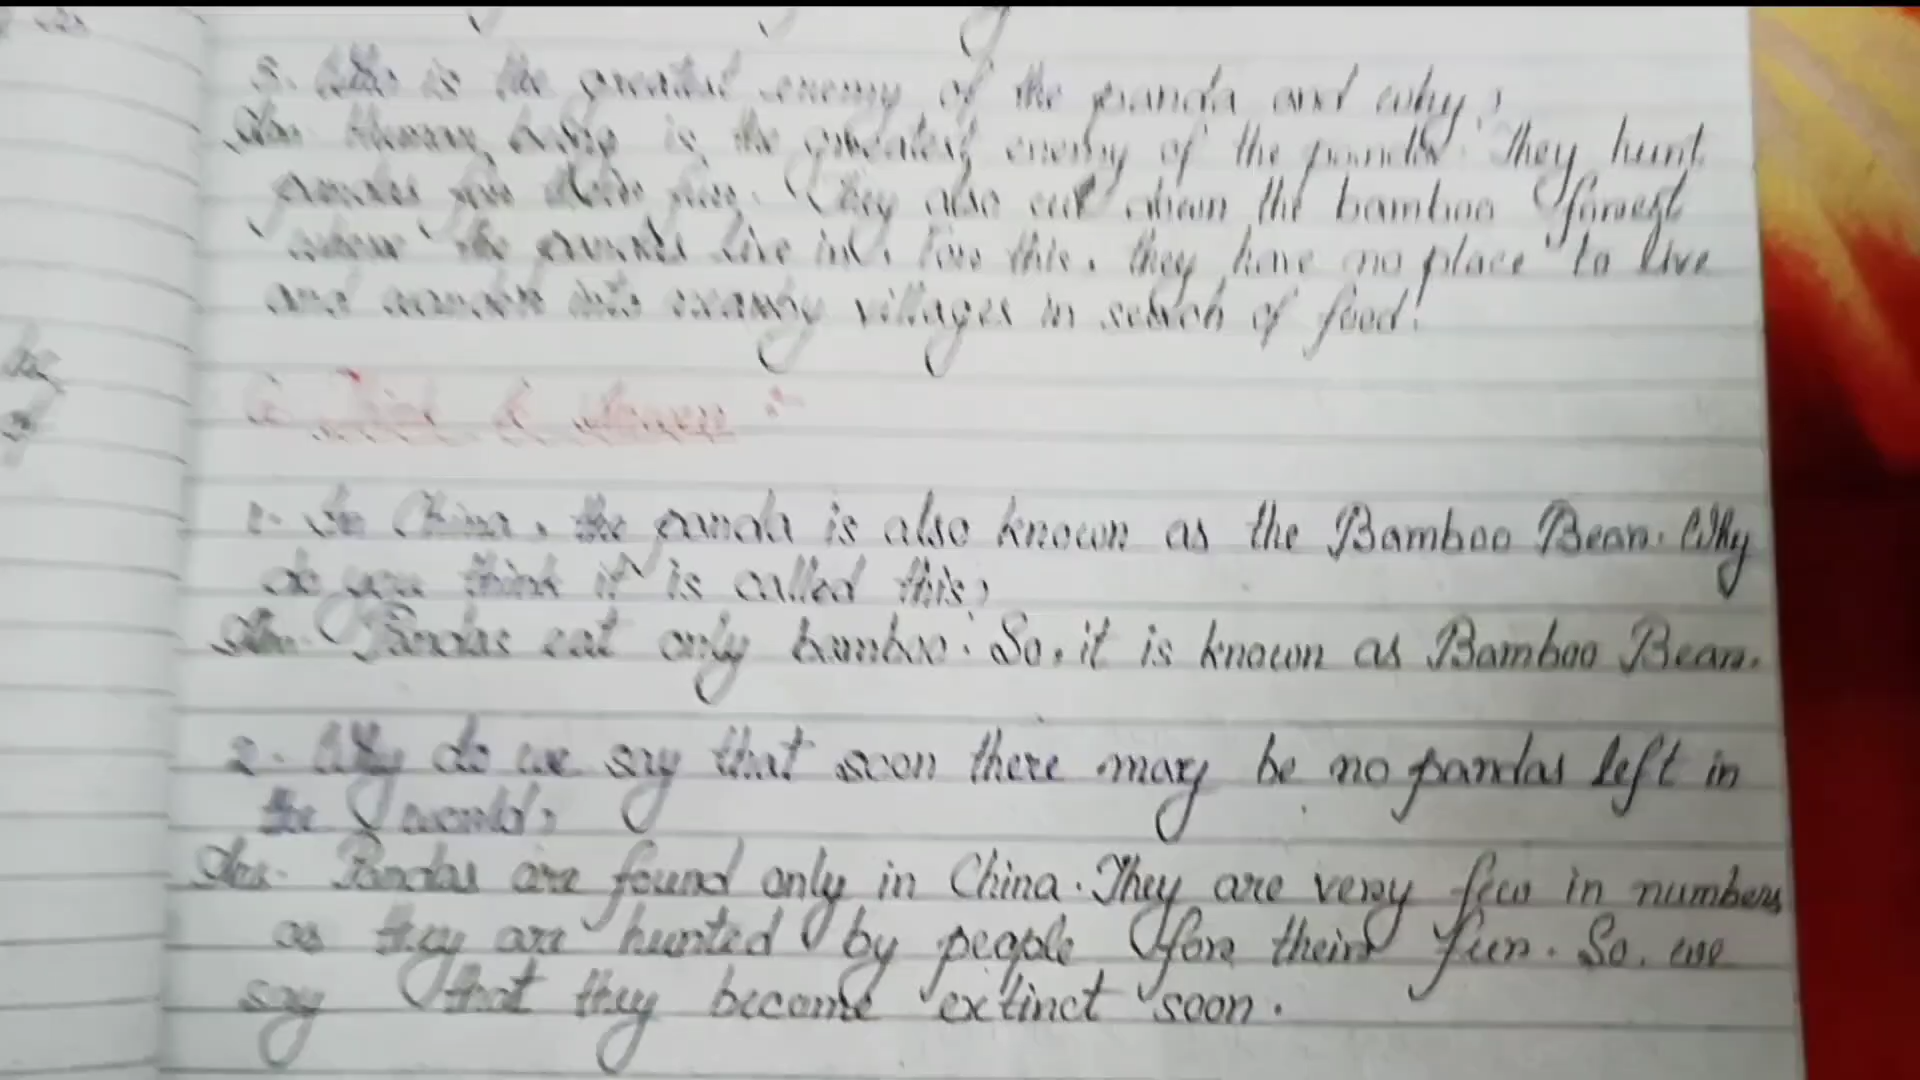 5. Who is the greatest enemy of the panda and why?
Ans. Human being is the greatest enemy of the panda. They hunt
pandas for their fur. They also cut down the bamboo forest
where the pandas live in. For this, they have no place to live
and wander into nearby villages in search of food.
C. Think & Answer :-
1. In China, the panda is also known as the Bamboo Bear. Why
do you think it is called this?
Ans. Pandas eat only bamboo. So, it is known as Bamboo Bear.
2. Why do we say that soon there may be no pandas left in
the world?
Ans. Pandas are found only in China. They are very few in numbers
as they are hunted by people for their fur. So, we
say that they become extinct soon.